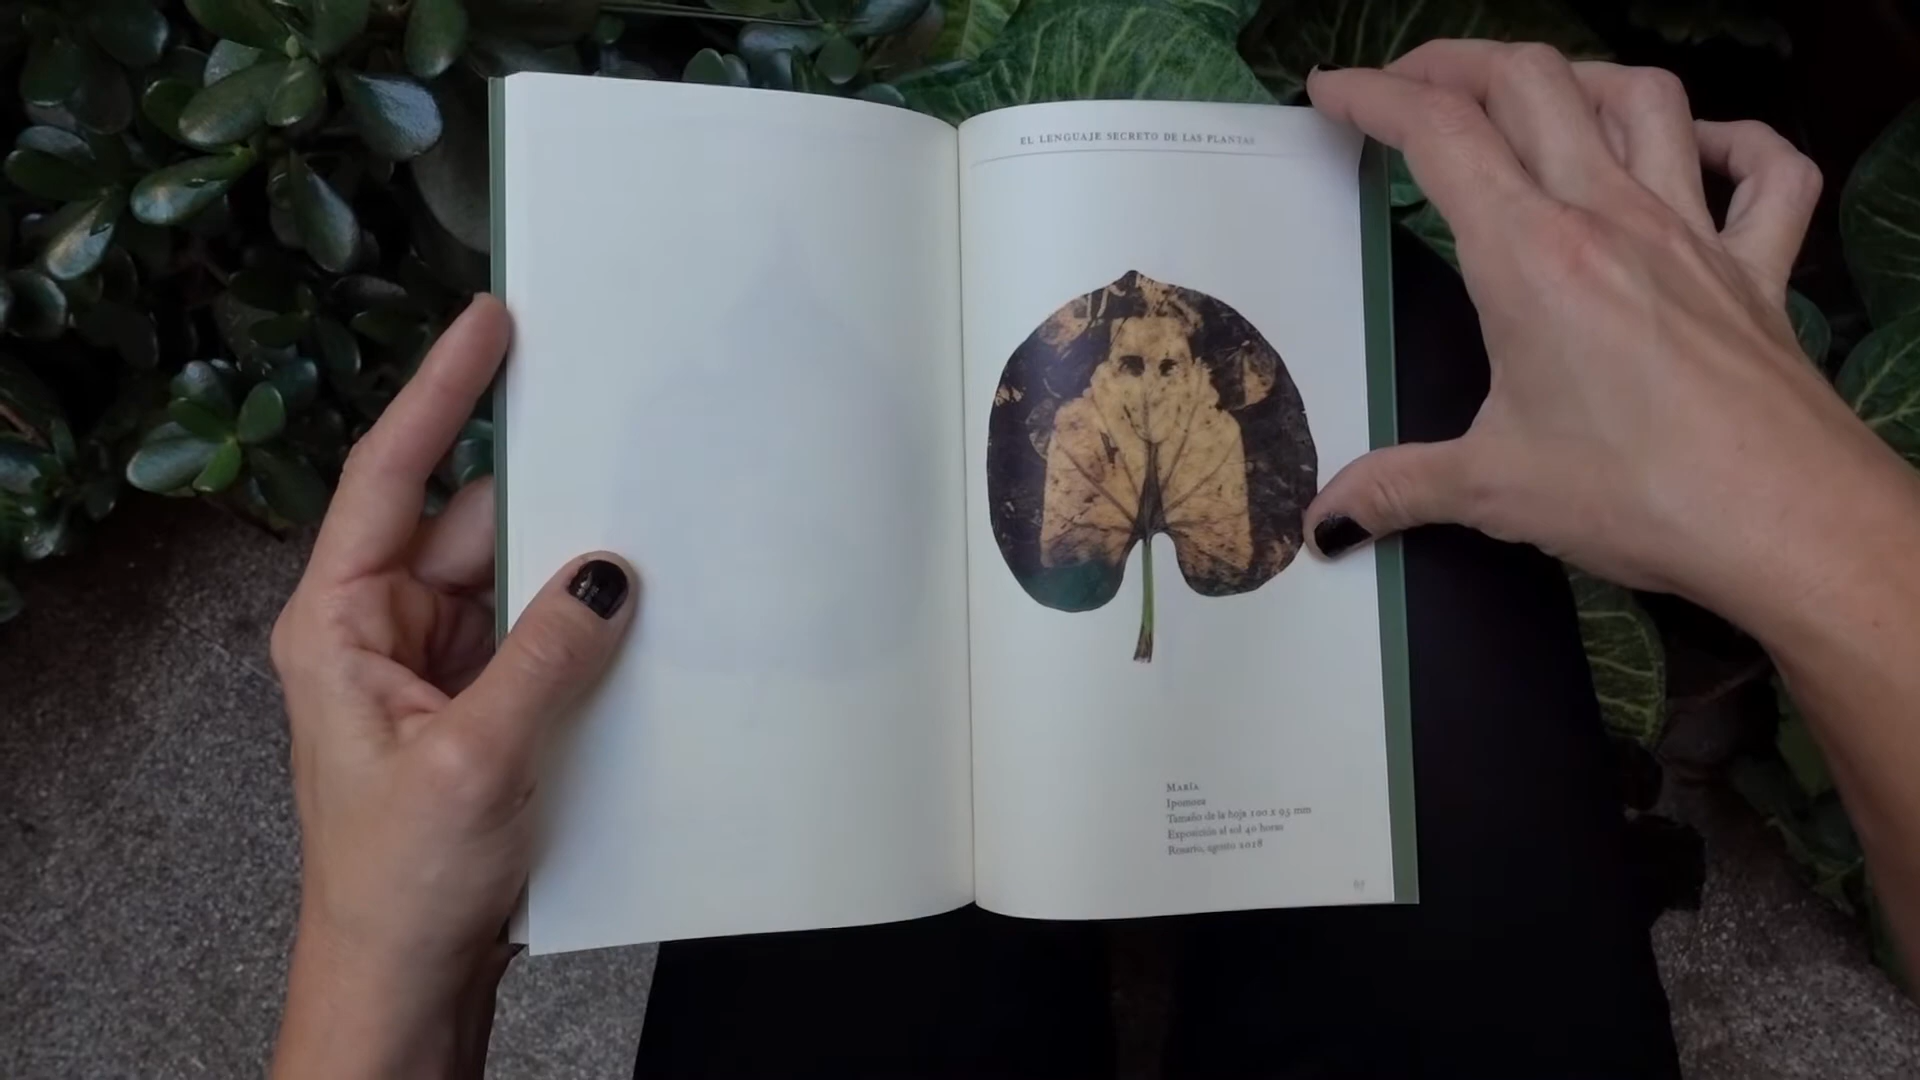 EL LENGUAJE SECRETO DE LAS PLANTAS
MARÍA
Ipomoea
Tamaño de la hoja 100 x 95 mm
Exposición al sol 40 horas
Rosario, agosto 2018